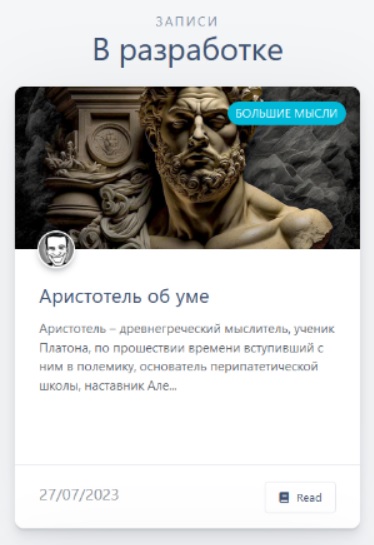 ЗАПИСИ
В разработке
БОЛЬШИЕ МЫСЛИ
Аристотель об уме
Аристотель – древнегреческий мыслитель, ученик
Платона, по прошествии времени вступивший с
ним в полемику, основатель перипатетической
школы, наставник Але...
27/07/2023
Read